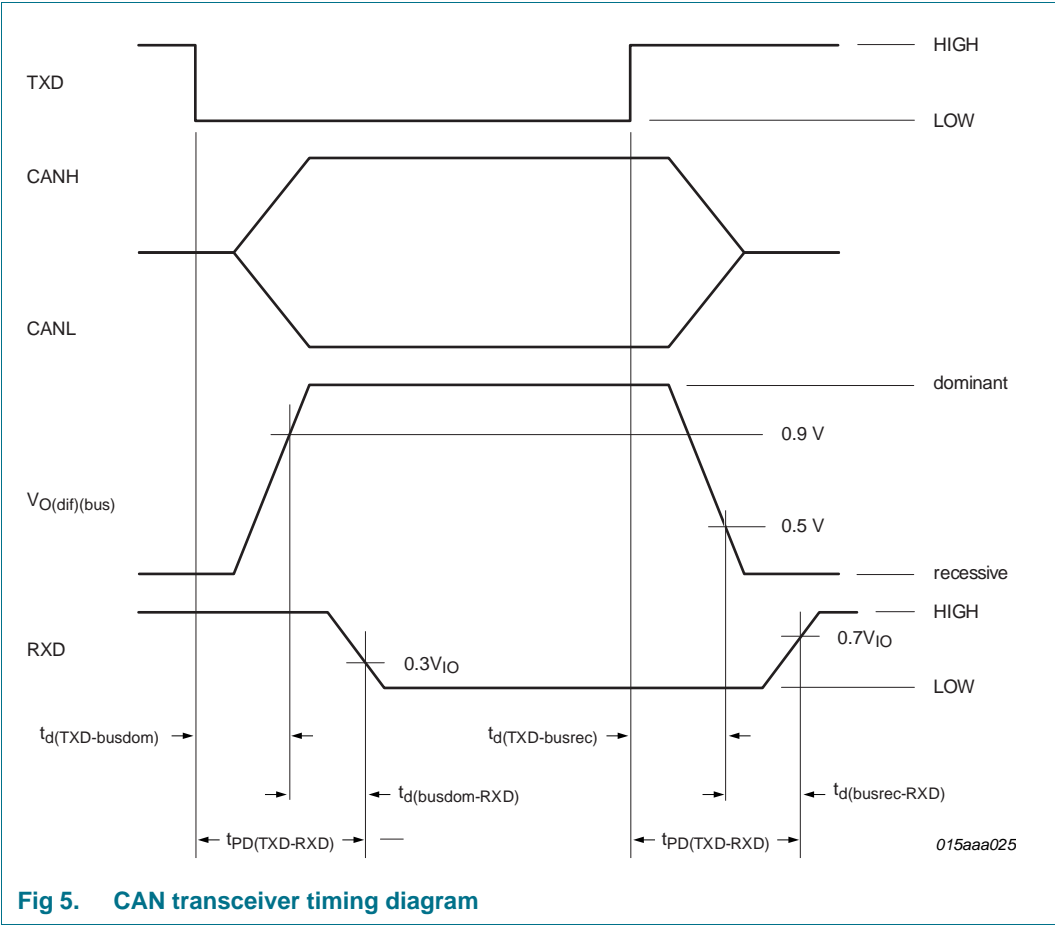 HIGH
TXD
LOW
CANH
CANL
dominant
0.9 V
VO(dif)(bus)
0.5 V
recessive
HIGH
RXD
0.7VIO
0.3VIO
LOW
td(TXD-busdom)
td(TXD-busrec)
td(busdom-RXD)
td(busrec-RXD)
tPD(TXD-RXD)
tPD(TXD-RXD)
015aaa025
Fig 5. CAN transceiver timing diagram